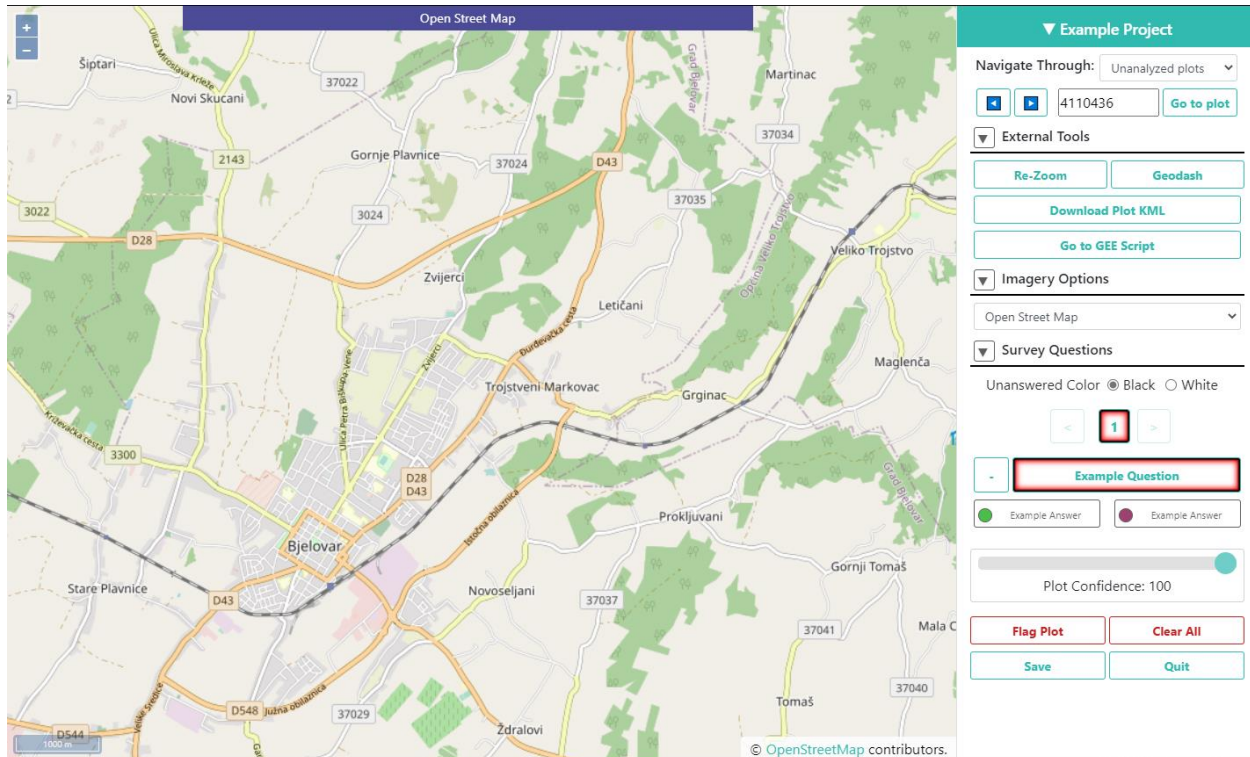 Open Street Map
+
−
Šiptari
Ulica Miroslava Krleže
Novi Skucani
37022
Grad Bjelovar
Martinac
2
2143
Gornje Plavnice
37024
D43
37034
3022
3024
37035
D28
Općina Veliko Trojstvo
Veliko Trojstvo
Zvijerci
Letičani
Đurđevačka cesta
Zvijerci
Maglenča
Ulica Petra Biškupa-Vene
Trojstveni Markovac
Grginac
Križevačka cesta
3300
D28
D43
Grad Bjelovar
Istočna obilaznica
Prokljuvani
Bjelovar
Gornji Tomaš
Stare Plavnice
D43
Novoseljani
37037
37041
Mala C
Velike Sredice
D548
Južna obilaznica
37029
37040
Tomaš
D544
Ždralovi
1000 m
© OpenStreetMap contributors.
▼ Example Project
Navigate Through: Unanalyzed plots
4110436 Go to plot
▼ External Tools
Re-Zoom Geodash
Download Plot KML
Go to GEE Script
▼ Imagery Options
Open Street Map
▼ Survey Questions
Unanswered Color Black White
< 1 >
- Example Question
Example Answer Example Answer
Plot Confidence: 100
Flag Plot Clear All
Save Quit